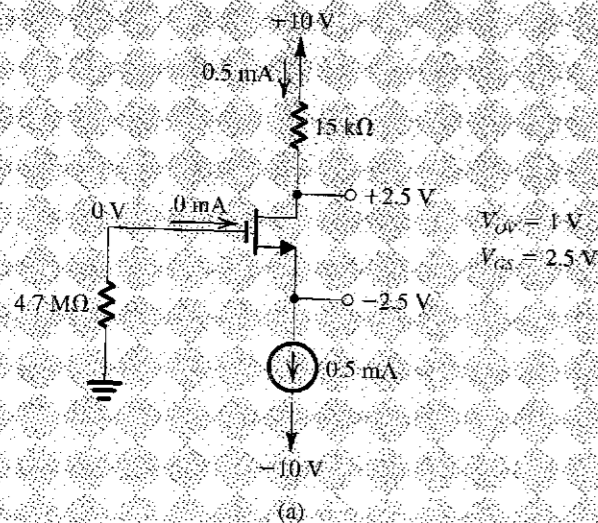 +10 V
0.5 mA
15 kΩ
+2.5 V
0 V
0 mA
V_OV = 1 V
V_GS = 2.5 V
4.7 MΩ
−2.5 V
0.5 mA
−10 V
(a)